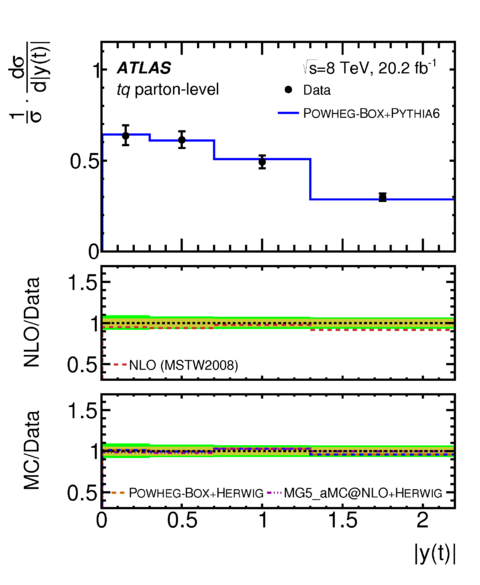 1/σ · dσ/d|y(t)|
ATLAS
tq parton-level
√s=8 TeV, 20.2 fb⁻¹
Data
POWHEG-BOX+PYTHIA6
1
0.5
0
NLO/Data
1.5
1
0.5
NLO (MSTW2008)
MC/Data
1.5
1
0.5
POWHEG-BOX+HERWIG
MG5_aMC@NLO+HERWIG
0 0.5 1 1.5 2
|y(t)|